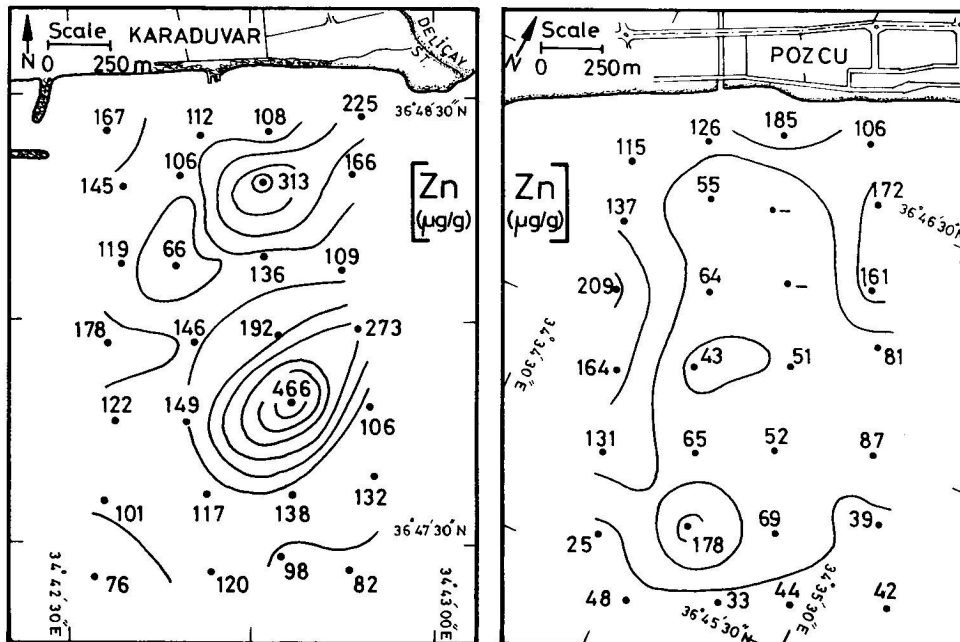 Scale KARADUVAR
N 0 250 m
DELİÇAY
ST.
36°48'30"N
167 112 108 225
145 106 313 166
119 66 136 109
178 146 192 273
122 149 466 106
101 117 138 132
36°47'30"N
76 120 98 82
34°42'30"E
34°43'00"E
[Zn]
(µg/g)
Scale
N 0 250m
POZCU
115 126 185 106
137 55 – 172
36°46'30"N
[Zn]
(µg/g)
209 64 – 161
34°34'30"E
164 43 51 81
131 65 52 87
25 178 69 39
48 33 44 42
36°45'30"N
34°35'30"E